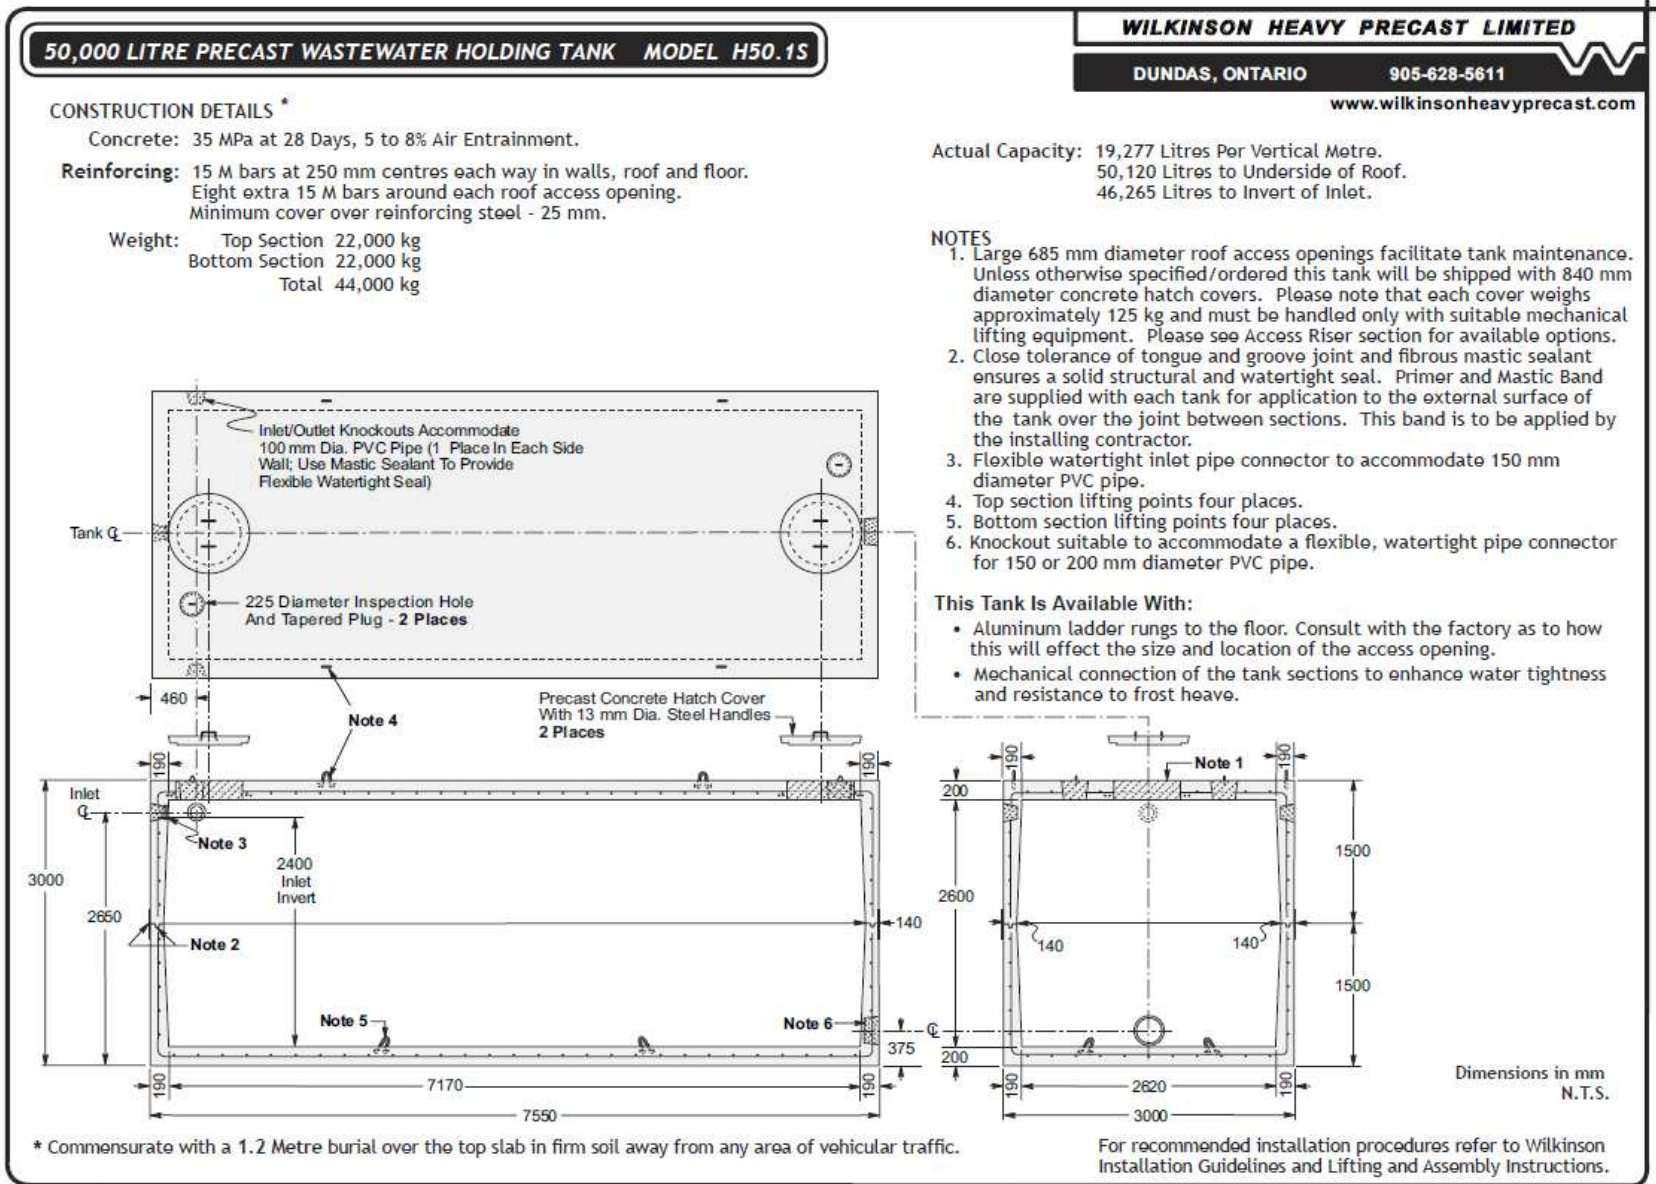 50,000 LITRE PRECAST WASTEWATER HOLDING TANK MODEL H50.1S
WILKINSON HEAVY PRECAST LIMITED
DUNDAS, ONTARIO 905-628-5611
www.wilkinsonheavyprecast.com
CONSTRUCTION DETAILS *
Concrete: 35 MPa at 28 Days, 5 to 8% Air Entrainment.
Reinforcing: 15 M bars at 250 mm centres each way in walls, roof and floor.
Eight extra 15 M bars around each roof access opening.
Minimum cover over reinforcing steel - 25 mm.
Weight: Top Section 22,000 kg
Bottom Section 22,000 kg
Total 44,000 kg
Actual Capacity: 19,277 Litres Per Vertical Metre.
50,120 Litres to Underside of Roof.
46,265 Litres to Invert of Inlet.
NOTES
1. Large 685 mm diameter roof access openings facilitate tank maintenance.
Unless otherwise specified/ordered this tank will be shipped with 840 mm
diameter concrete hatch covers. Please note that each cover weighs
approximately 125 kg and must be handled only with suitable mechanical
lifting equipment. Please see Access Riser section for available options.
2. Close tolerance of tongue and groove joint and fibrous mastic sealant
ensures a solid structural and watertight seal. Primer and Mastic Band
are supplied with each tank for application to the external surface of
the tank over the joint between sections. This band is to be applied by
the installing contractor.
3. Flexible watertight inlet pipe connector to accommodate 150 mm
diameter PVC pipe.
4. Top section lifting points four places.
5. Bottom section lifting points four places.
6. Knockout suitable to accommodate a flexible, watertight pipe connector
for 150 or 200 mm diameter PVC pipe.
This Tank Is Available With:
• Aluminum ladder rungs to the floor. Consult with the factory as to how
this will effect the size and location of the access opening.
• Mechanical connection of the tank sections to enhance water tightness
and resistance to frost heave.
Inlet/Outlet Knockouts Accommodate
100 mm Dia. PVC Pipe (1 Place In Each Side
Wall; Use Mastic Sealant To Provide
Flexible Watertight Seal)
Tank ℄
225 Diameter Inspection Hole
And Tapered Plug - 2 Places
460
Note 4
Precast Concrete Hatch Cover
With 13 mm Dia. Steel Handles
2 Places
190
190
Inlet
℄
Note 3
3000
2650
2400
Inlet
Invert
Note 2
140
Note 5
Note 6
375
190
7170
190
7550
190
190
Note 1
200
2600
1500
140
140
1500
℄
200
190
2620
190
3000
Dimensions in mm
N.T.S.
* Commensurate with a 1.2 Metre burial over the top slab in firm soil away from any area of vehicular traffic.
For recommended installation procedures refer to Wilkinson
Installation Guidelines and Lifting and Assembly Instructions.